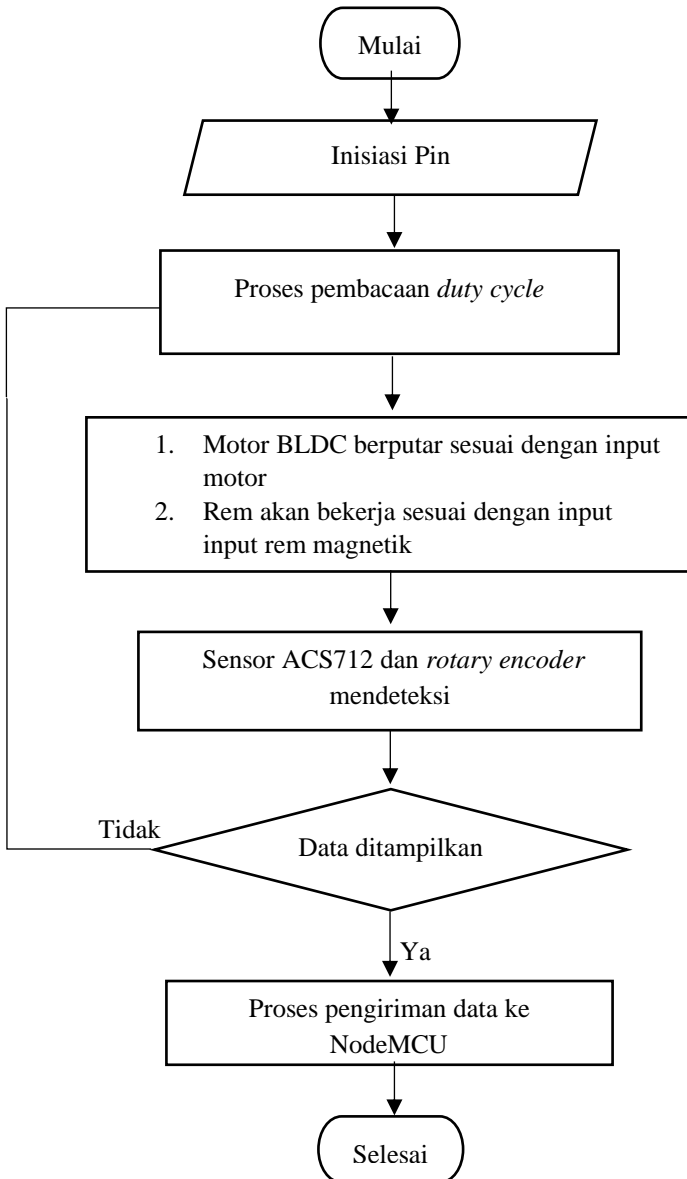 Mulai
Inisiasi Pin
Proses pembacaan duty cycle
1. Motor BLDC berputar sesuai dengan input
motor
2. Rem akan bekerja sesuai dengan input
input rem magnetik
Sensor ACS712 dan rotary encoder
mendeteksi
Tidak
Data ditampilkan
Ya
Proses pengiriman data ke
NodeMCU
Selesai